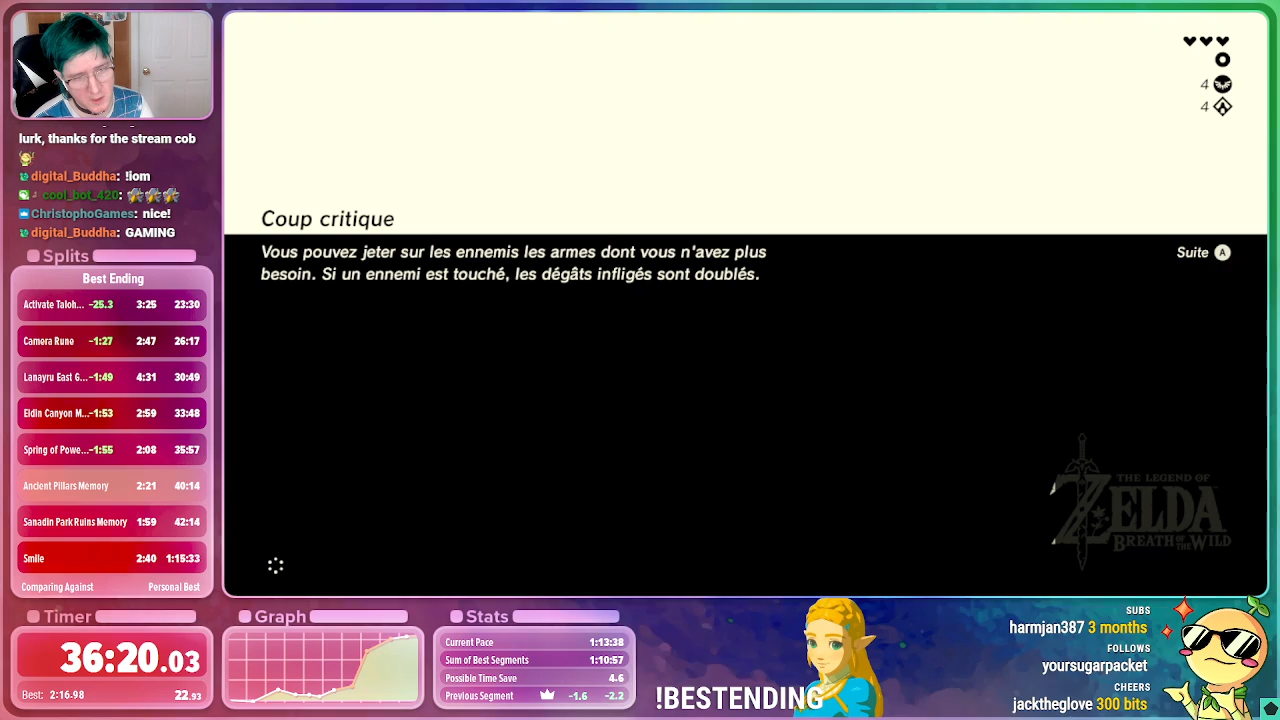 lurk, thanks for the stream cob
digital_Buddha: !iom
cool_bot_420:
ChristophoGames: nice!
digital_Buddha: GAMING
Splits
Best Ending
Activate Taloh... -25.3 3:25 23:30
Camera Rune -1:27 2:47 26:17
Lanayru East G...-1:49 4:31 30:49
Eldin Canyon M...-1:53 2:59 33:48
Spring of Powe...-1:55 2:08 35:57
Ancient Pillars Memory 2:21 40:14
Sanadin Park Ruins Memory 1:59 42:14
Smile 2:40 1:15:33
Comparing Against Personal Best
Timer
36:20.03
Best: 2:16.98 22.93
4
4
Coup critique
Vous pouvez jeter sur les ennemis les armes dont vous n'avez plus
besoin. Si un ennemi est touché, les dégâts infligés sont doublés.
Suite A
THE LEGEND OF
ZELDA
BREATH OF THE WILD
Graph
Stats
Current Pace 1:13:38
Sum of Best Segments 1:10:57
Possible Time Save 4.6
Previous Segment -1.6 -2.2
!BESTENDING
SUBS
harmjan387 3 months
FOLLOWS
yoursugarpacket
CHEERS
jacktheglove 300 bits